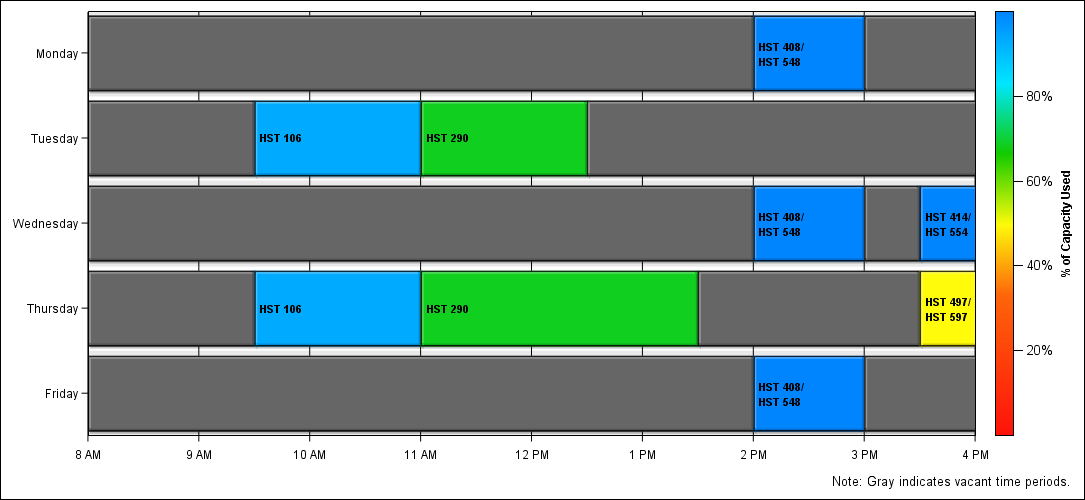 Monday
HST 408/
HST 548
Tuesday
HST 106
HST 290
80%
Wednesday
HST 408/
HST 548
HST 414/
HST 554
60%
% of Capacity Used
40%
Thursday
HST 106
HST 290
HST 497/
HST 597
20%
Friday
HST 408/
HST 548
8 AM
9 AM
10 AM
11 AM
12 PM
1 PM
2 PM
3 PM
4 PM
Note: Gray indicates vacant time periods.